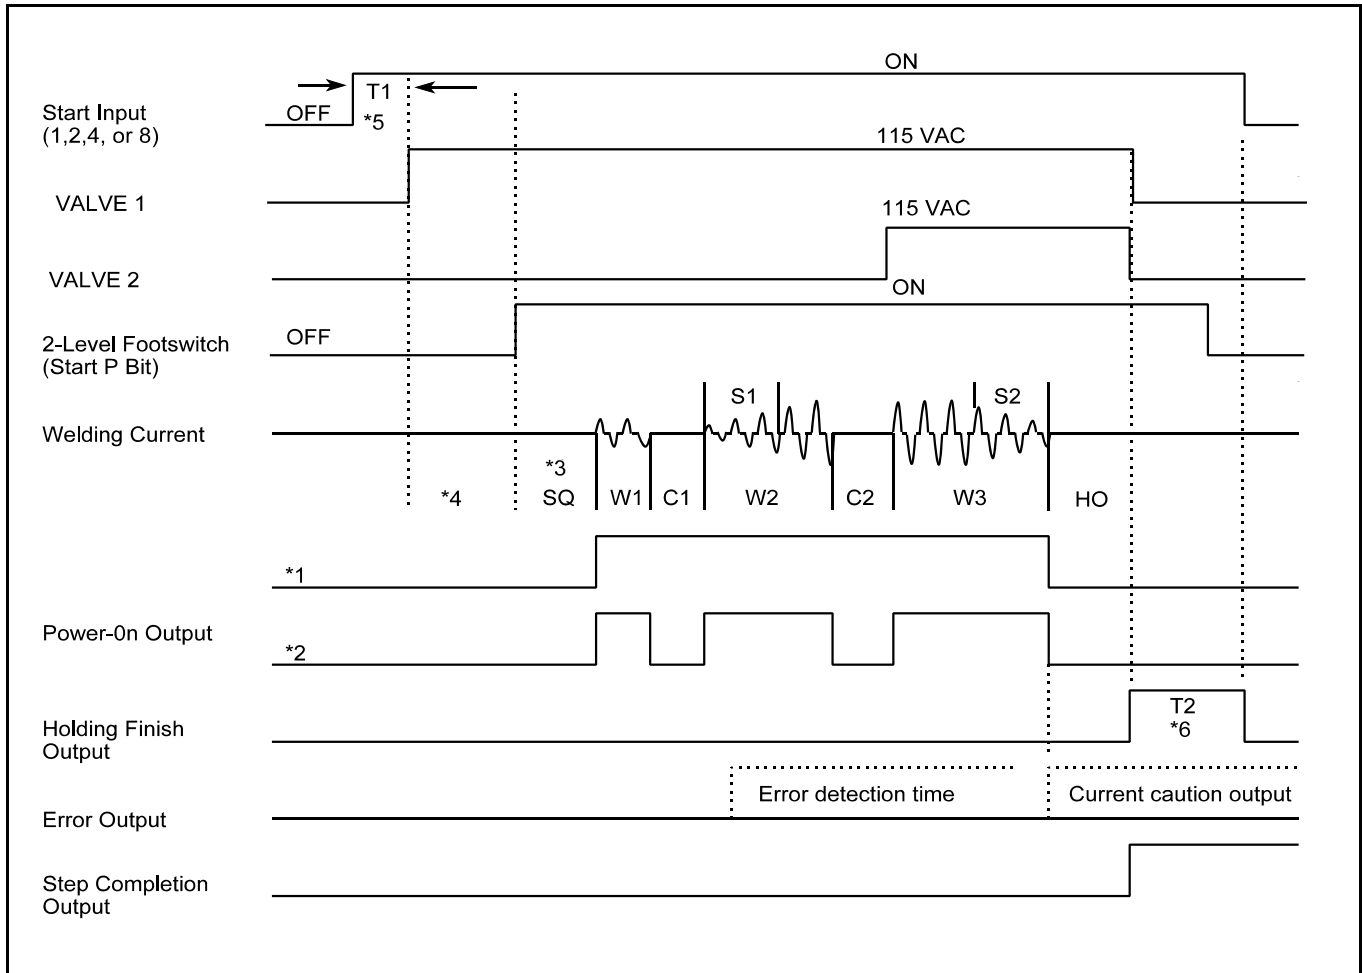 ON
T1
Start Input
(1,2,4, or 8)
OFF
*5
115 VAC
VALVE 1
115 VAC
VALVE 2
ON
OFF
2-Level Footswitch
(Start P Bit)
S1
S2
Welding Current
*3
*4
SQ
W1
C1
W2
C2
W3
HO
*1
Power-0n Output
*2
T2
*6
Holding Finish
Output
Error detection time
Current caution output
Error Output
Step Completion
Output